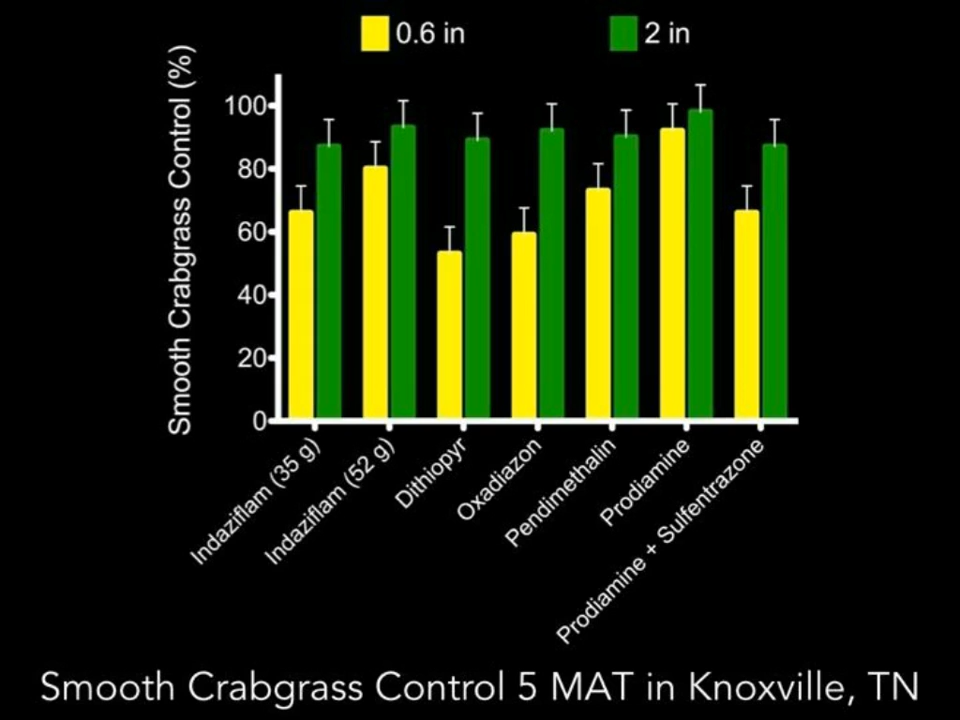 0.6 in
2 in
Smooth Crabgrass Control (%)
100
80
60
40
20
0
Indaziflam (35 g)
Indaziflam (52 g)
Dithiopyr
Oxadiazon
Pendimethalin
Prodiamine
Prodiamine + Sulfentrazone
Smooth Crabgrass Control 5 MAT in Knoxville, TN